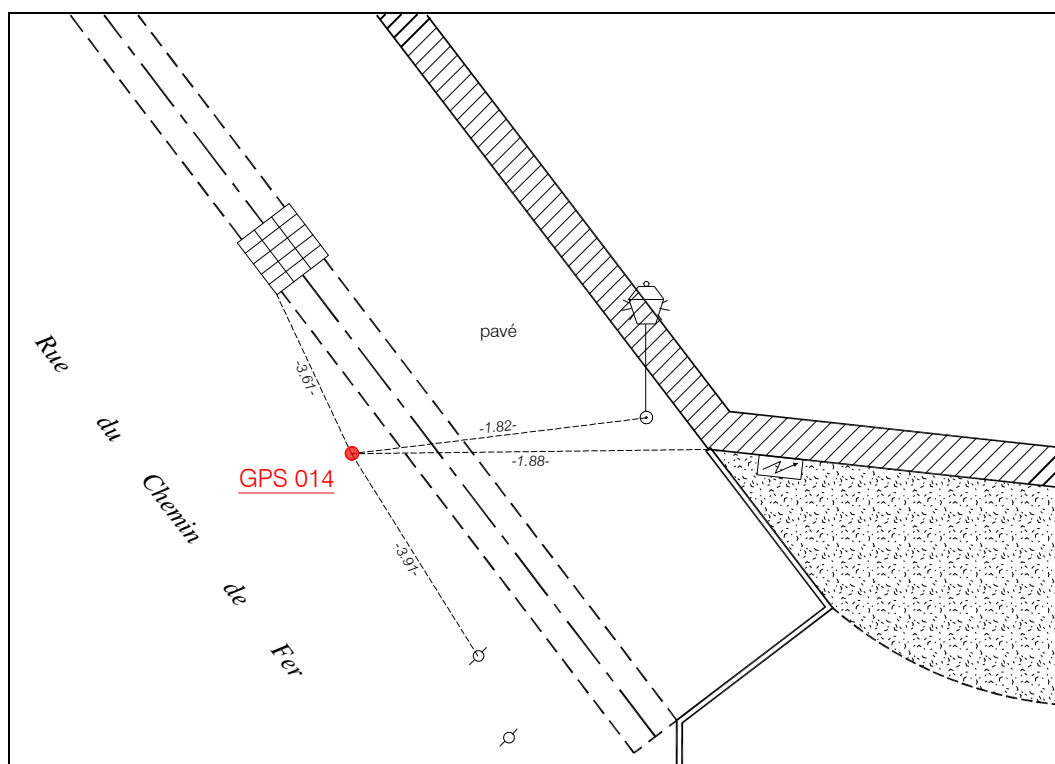 pavé
Rue du Chemin de Fer
-3.61-
-1.82-
-1.88-
GPS 014
-3.91-